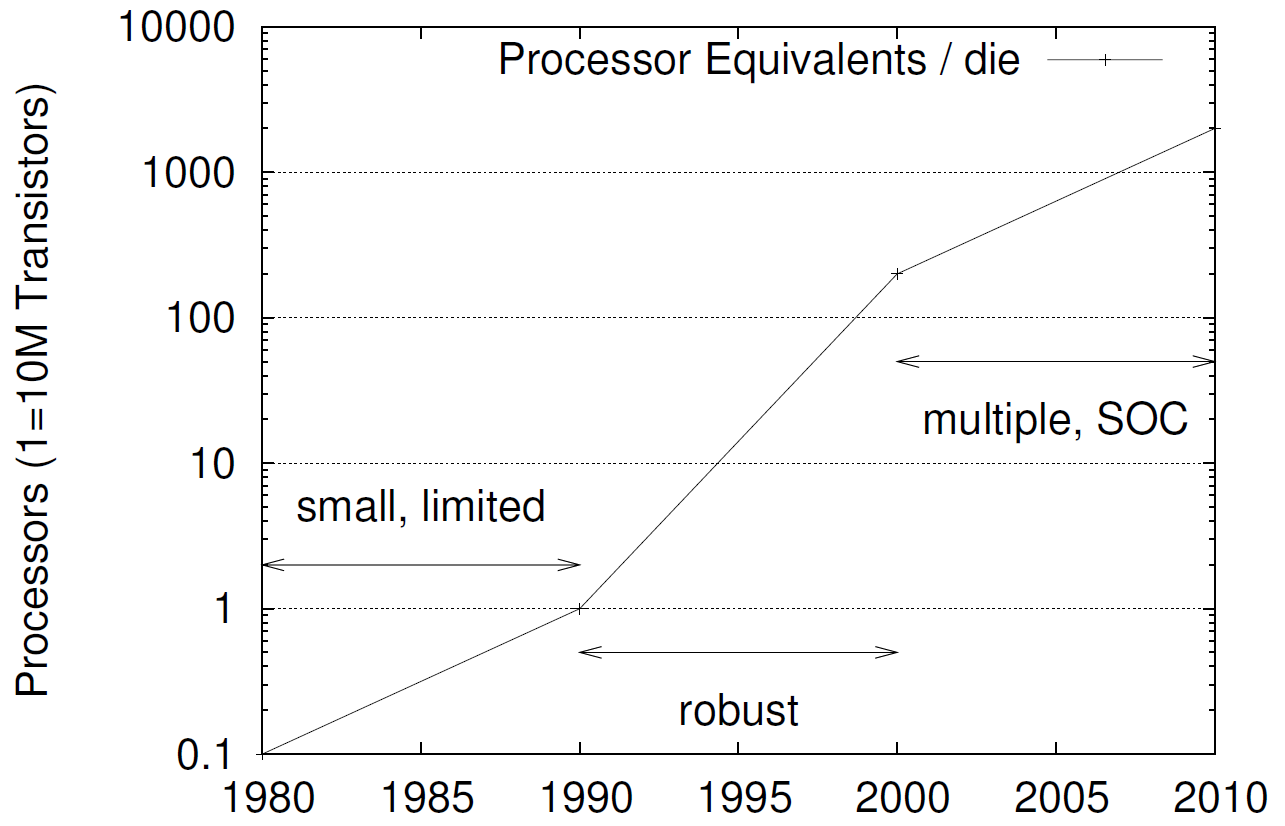 10000
Processor Equivalents / die
1000
100
10
1
0.1
Processors (1=10M Transistors)
multiple, SOC
small, limited
robust
1980 1985 1990 1995 2000 2005 2010